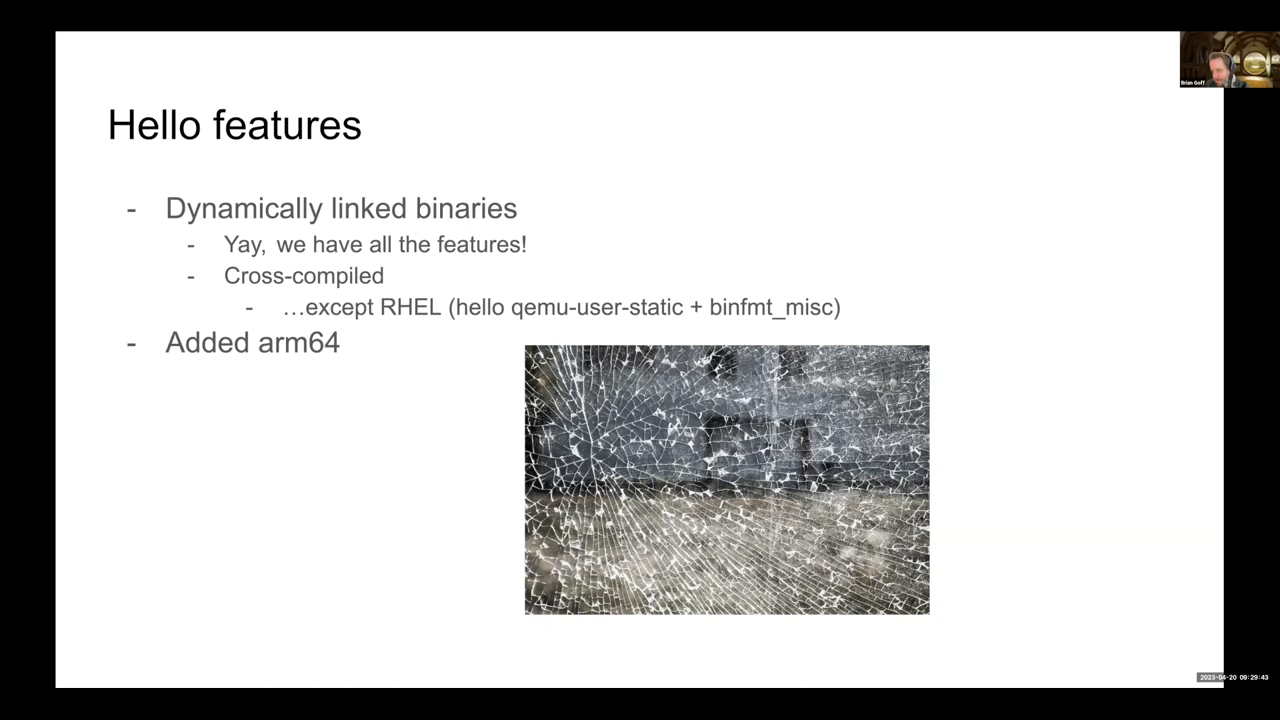 Brian Goff
Hello features
- Dynamically linked binaries
- Yay, we have all the features!
- Cross-compiled
- …except RHEL (hello qemu-user-static + binfmt_misc)
- Added arm64
2023-04-20 09:29:43